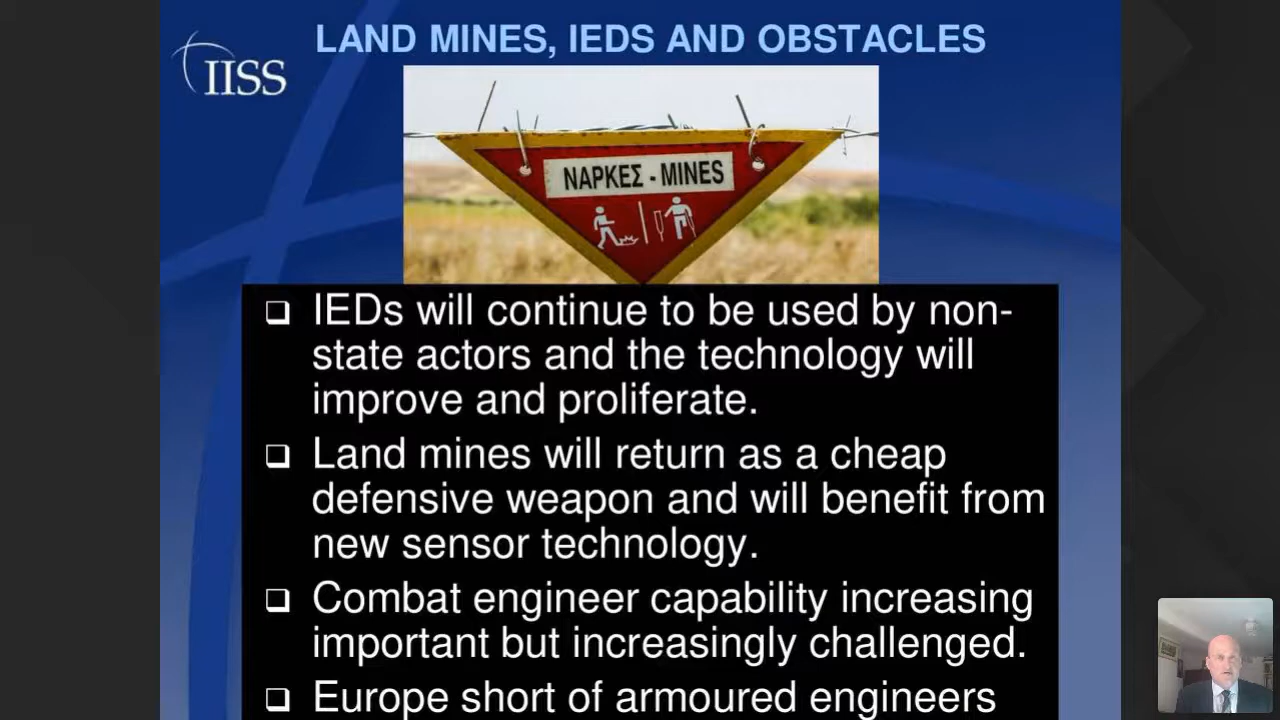 LAND MINES, IEDS AND OBSTACLES
IISS
ΝΑΡΚΕΣ - MINES
IEDs will continue to be used by non-
state actors and the technology will
improve and proliferate.
Land mines will return as a cheap
defensive weapon and will benefit from
new sensor technology.
Combat engineer capability increasing
important but increasingly challenged.
Europe short of armoured engineers